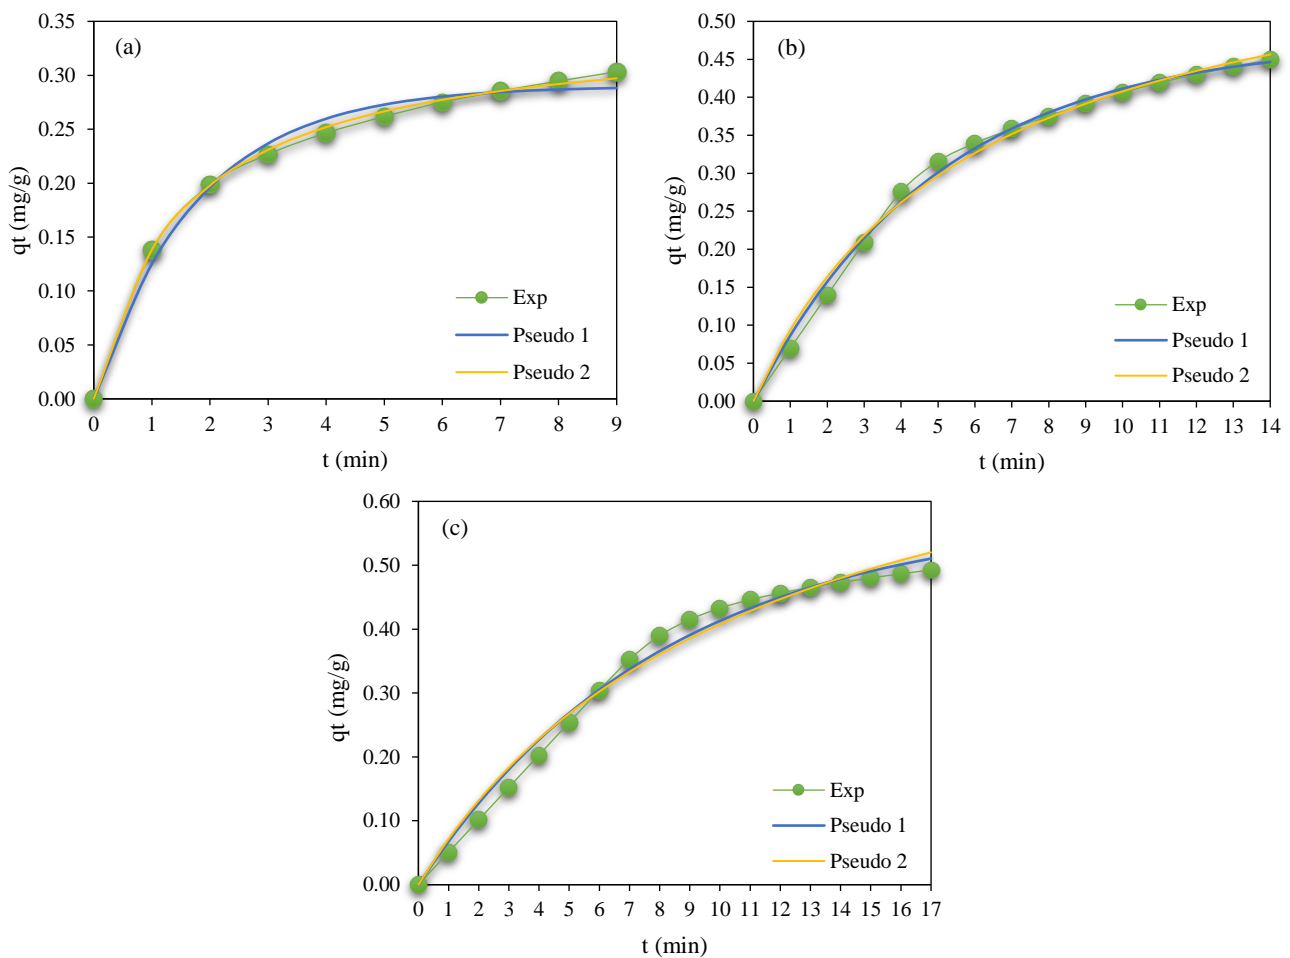 (a)
qt (mg/g)
0.35
0.30
0.25
0.20
0.15
0.10
0.05
0.00
Exp
Pseudo 1
Pseudo 2
0 1 2 3 4 5 6 7 8 9
t (min)
(b)
qt (mg/g)
0.50
0.45
0.40
0.35
0.30
0.25
0.20
0.15
0.10
0.05
0.00
Exp
Pseudo 1
Pseudo 2
0 1 2 3 4 5 6 7 8 9 10 11 12 13 14
t (min)
(c)
qt (mg/g)
0.60
0.50
0.40
0.30
0.20
0.10
0.00
Exp
Pseudo 1
Pseudo 2
0 1 2 3 4 5 6 7 8 9 10 11 12 13 14 15 16 17
t (min)